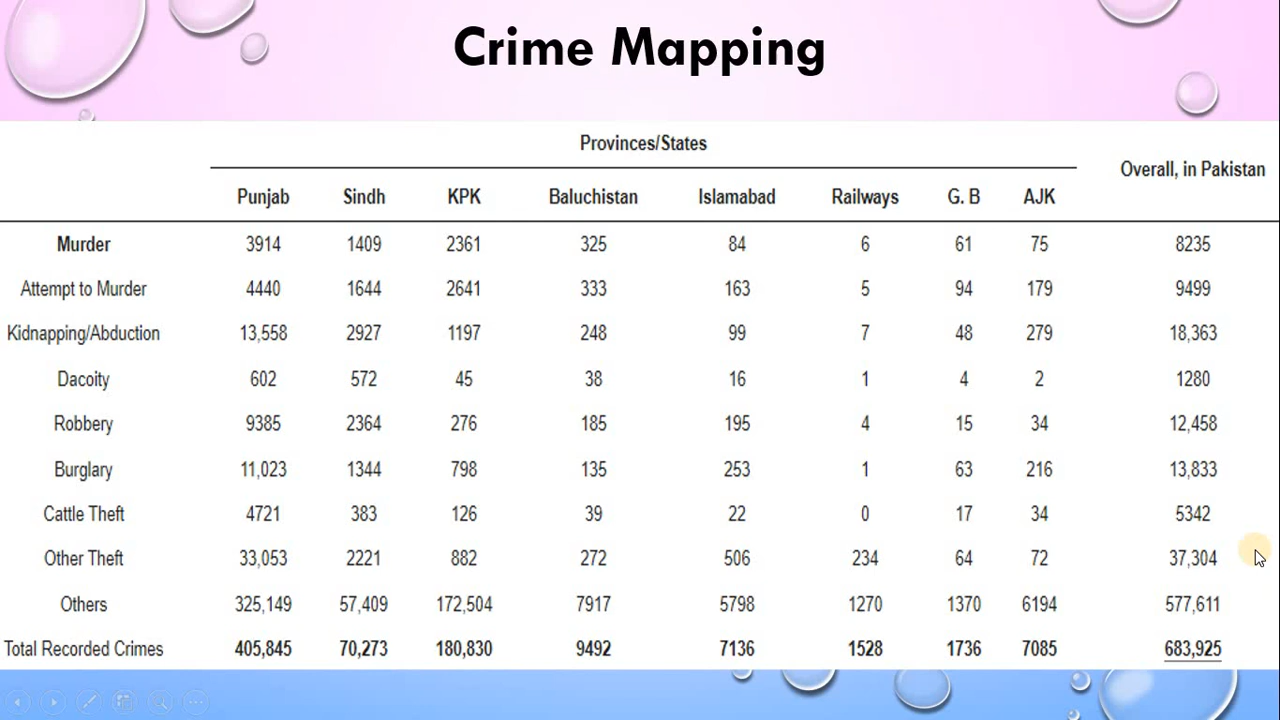 Crime Mapping
Provinces/States
Overall, in Pakistan
Punjab Sindh KPK Baluchistan Islamabad Railways G. B AJK
Murder 3914 1409 2361 325 84 6 61 75 8235
Attempt to Murder 4440 1644 2641 333 163 5 94 179 9499
Kidnapping/Abduction 13,558 2927 1197 248 99 7 48 279 18,363
Dacoity 602 572 45 38 16 1 4 2 1280
Robbery 9385 2364 276 185 195 4 15 34 12,458
Burglary 11,023 1344 798 135 253 1 63 216 13,833
Cattle Theft 4721 383 126 39 22 0 17 34 5342
Other Theft 33,053 2221 882 272 506 234 64 72 37,304
Others 325,149 57,409 172,504 7917 5798 1270 1370 6194 577,611
Total Recorded Crimes 405,845 70,273 180,830 9492 7136 1528 1736 7085 683,925